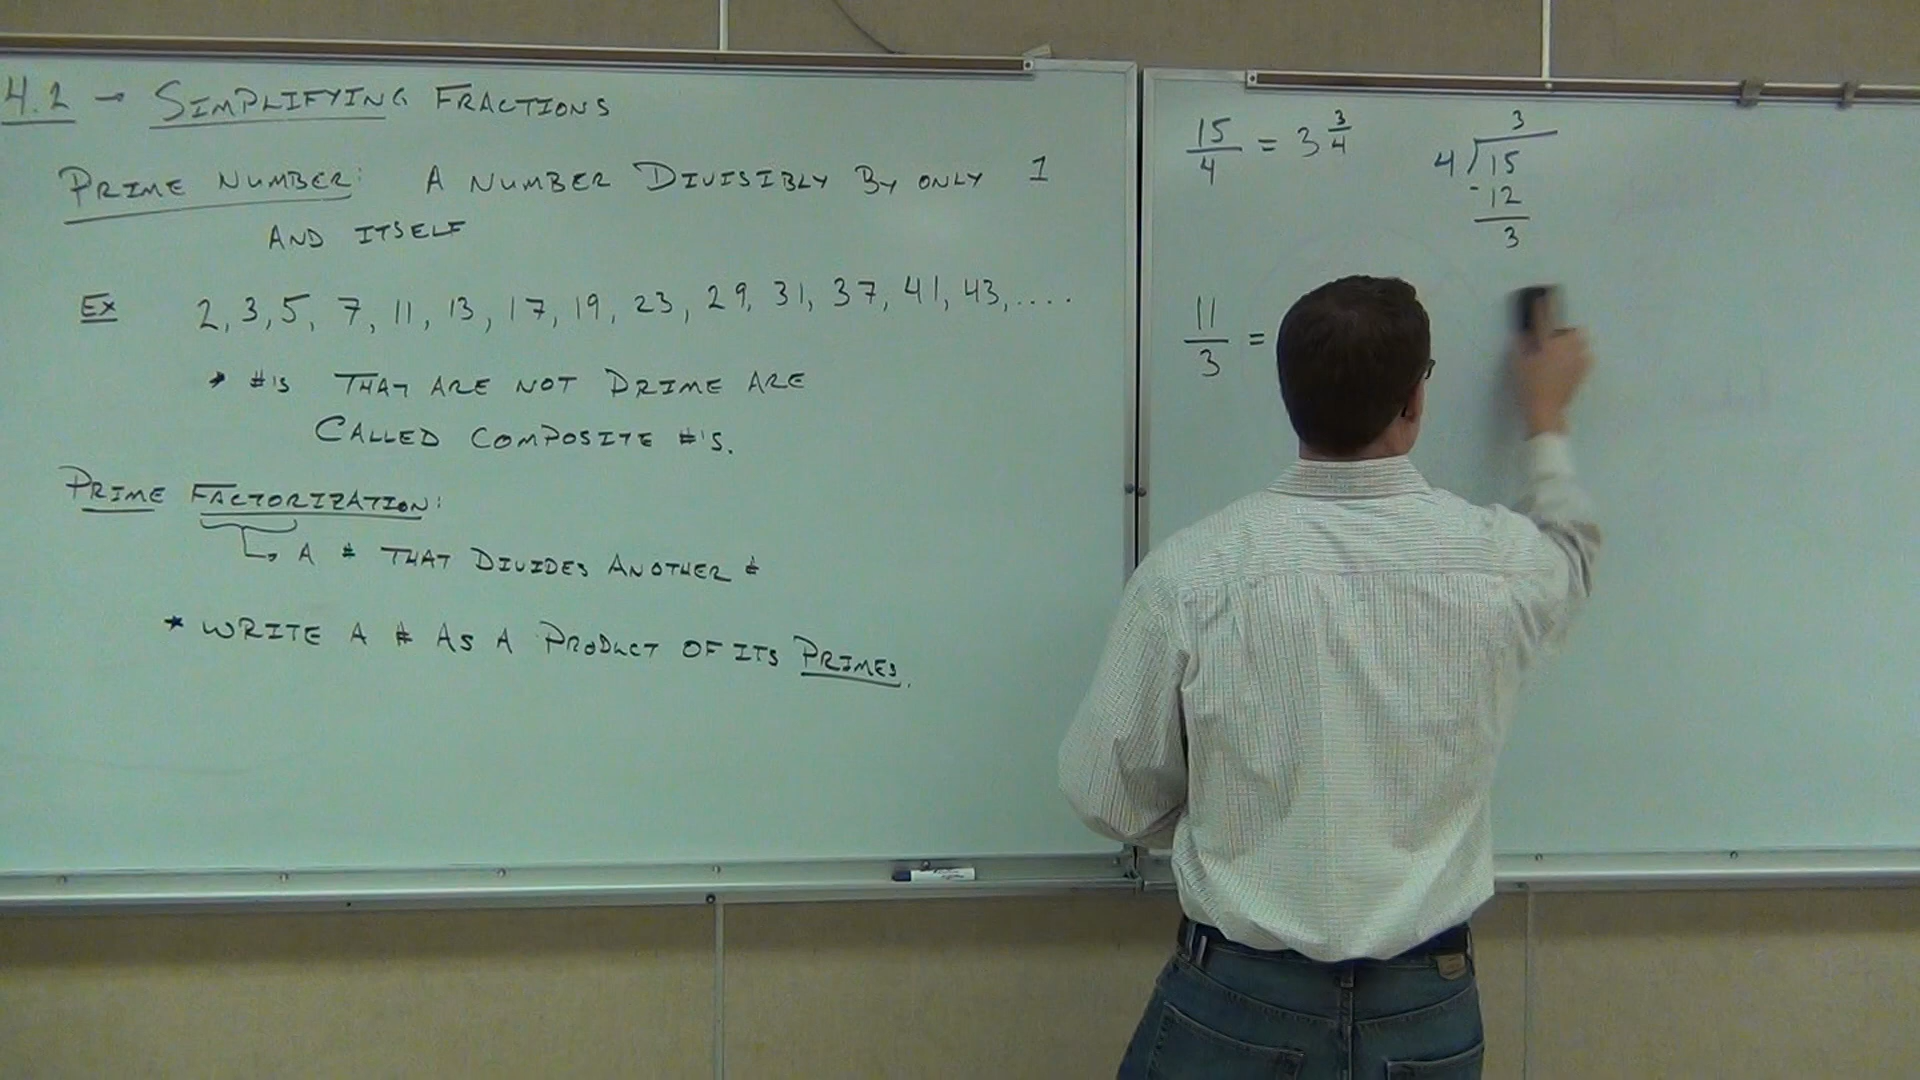 4.2 → SIMPLIFYING FRACTIONS
PRIME NUMBER: A NUMBER DIVISIBLY BY ONLY 1
AND ITSELF
EX 2, 3, 5, 7, 11, 13, 17, 19, 23, 29, 31, 37, 41, 43, ....
* #'s THAT ARE NOT PRIME ARE
CALLED COMPOSITE #'S.
PRIME FACTORIZATION:
↳ A # THAT DIVIDES ANOTHER #
* WRITE A # AS A PRODUCT OF ITS PRIMES.
15/4 = 3 3/4
3
4 15
-12
3
11/3 =